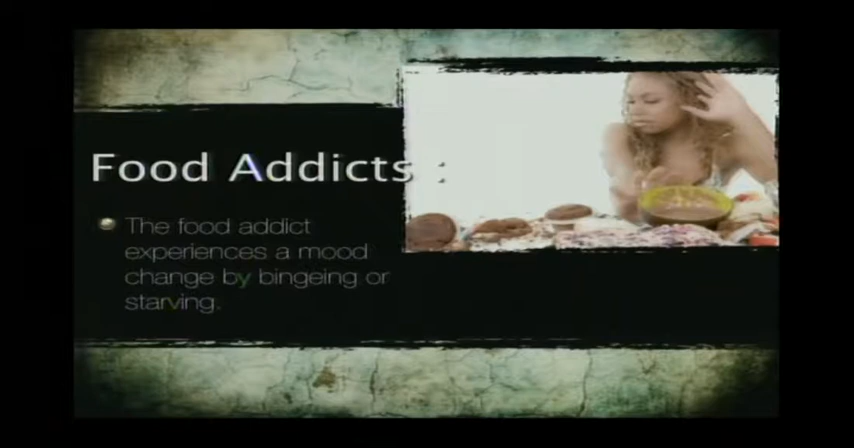 Food Addicts :
The food addict
experiences a mood
change by bingeing or
starving.